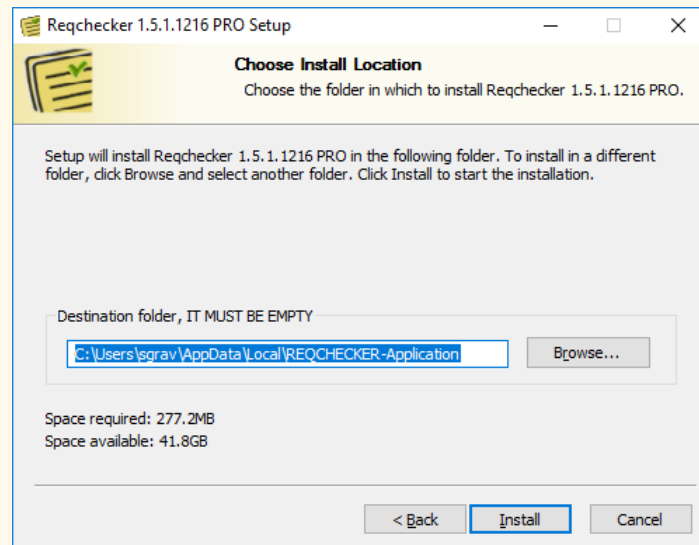 Reqchecker 1.5.1.1216 PRO Setup
Choose Install Location
Choose the folder in which to install Reqchecker 1.5.1.1216 PRO.
Setup will install Reqchecker 1.5.1.1216 PRO in the following folder. To install in a different
folder, click Browse and select another folder. Click Install to start the installation.
Destination folder, IT MUST BE EMPTY
C:\Users\sgrav\AppData\Local\REQCHECKER-Application
Browse...
Space required: 277.2MB
Space available: 41.8GB
< Back
Install
Cancel